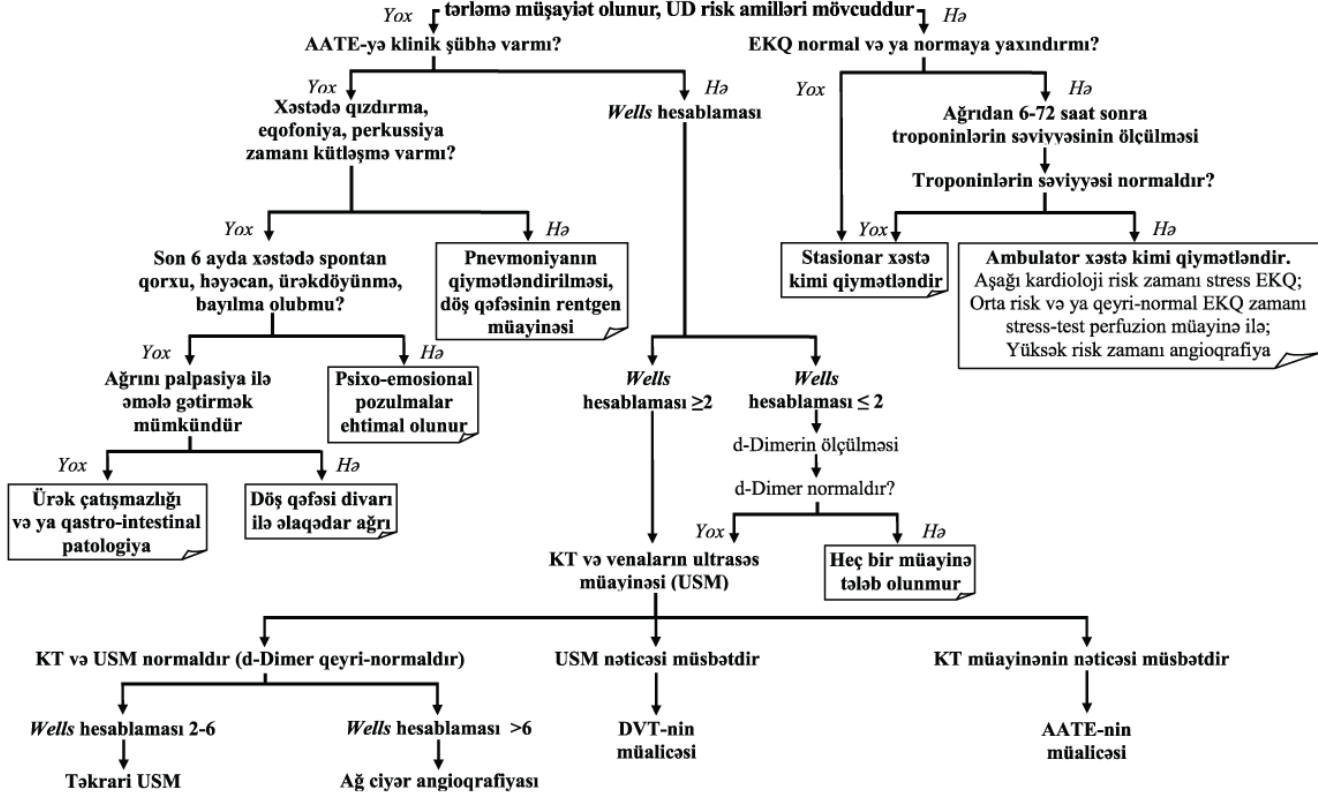 tərləmə müşayiət olunur, UD risk amilləri mövcuddur
Yox
Hə
AATE-yə klinik şübhə varmı?
EKQ normal və ya normaya yaxındırmı?
Yox
Hə
Xəstədə qızdırma,
eqofoniya, perkussiya
zamanı kütləşmə varmı?
Wells hesablaması
Yox
Hə
Ağrıdan 6-72 saat sonra
troponinlərin səviyyəsinin ölçülməsi
Troponinlərin səviyyəsi normaldır?
Yox
Hə
Yox
Hə
Son 6 ayda xəstədə spontan
qorxu, həyəcan, ürəkdöyünmə,
bayılma olubmu?
Pnevmoniyanın
qiymətləndirilməsi,
döş qəfəsinin rentgen
müayinəsi
Stasionar xəstə
kimi qiymətləndir
Ambulator xəstə kimi qiymətləndir.
Aşağı kardioloji risk zamanı stress EKQ;
Orta risk və ya qeyri-normal EKQ zamanı
stress-test perfuzion müayinə ilə;
Yüksək risk zamanı angioqrafiya
Yox
Hə
Ağrını palpasiya ilə
əmələ gətirmək
mümkündür
Psixo-emosional
pozulmalar
ehtimal olunur
Wells
hesablaması ≥2
Wells
hesablaması ≤ 2
d-Dimerin ölçülməsi
d-Dimer normaldır?
Yox
Hə
Ürək çatışmazlığı
və ya qastro-intestinal
patologiya
Döş qəfəsi divarı
ilə əlaqədar ağrı
Yox
Hə
KT və venaların ultrasəs
müayinəsi (USM)
Heç bir müayinə
tələb olunmur
KT və USM normaldır (d-Dimer qeyri-normaldır)
USM nəticəsi müsbətdir
KT müayinənin nəticəsi müsbətdir
Wells hesablaması 2-6
Wells hesablaması >6
DVT-nin
müalicəsi
AATE-nin
müalicəsi
Təkrari USM
Ağ ciyər angioqrafiyası